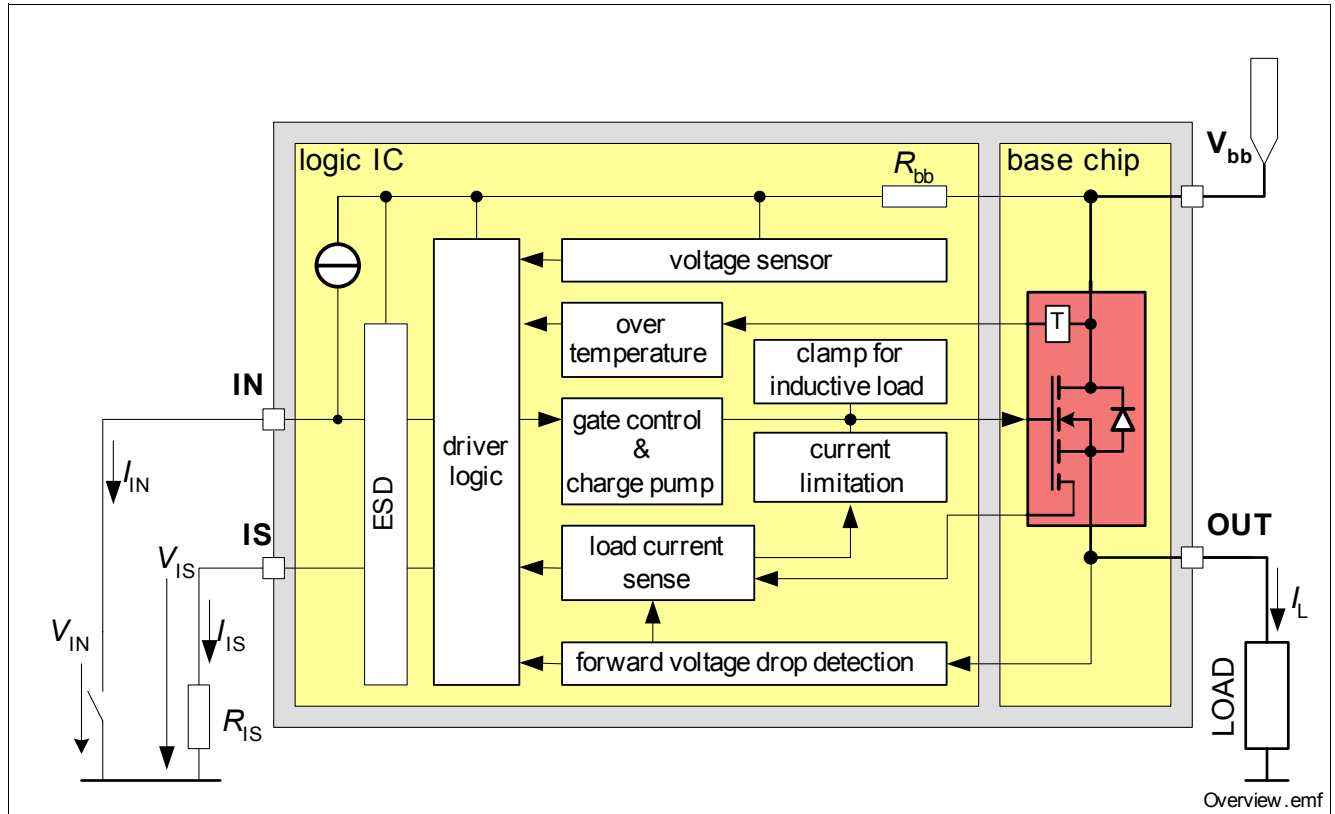 logic IC
R_bb
base chip
V_bb
voltage sensor
over
temperature
T
clamp for
inductive load
IN
gate control
&
charge pump
driver
logic
current
limitation
I_IN
ESD
IS
OUT
load current
sense
V_IS
I_L
V_IN
I_IS
forward voltage drop detection
R_IS
LOAD
Overview.emf